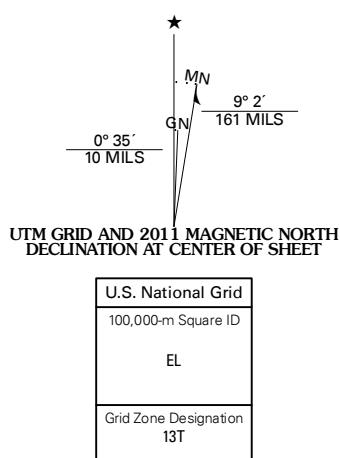 ★
MN
GN
9° 2´
161 MILS
0° 35´
10 MILS
UTM GRID AND 2011 MAGNETIC NORTH
DECLINATION AT CENTER OF SHEET
U.S. National Grid
100,000-m Square ID
EL
Grid Zone Designation
13T